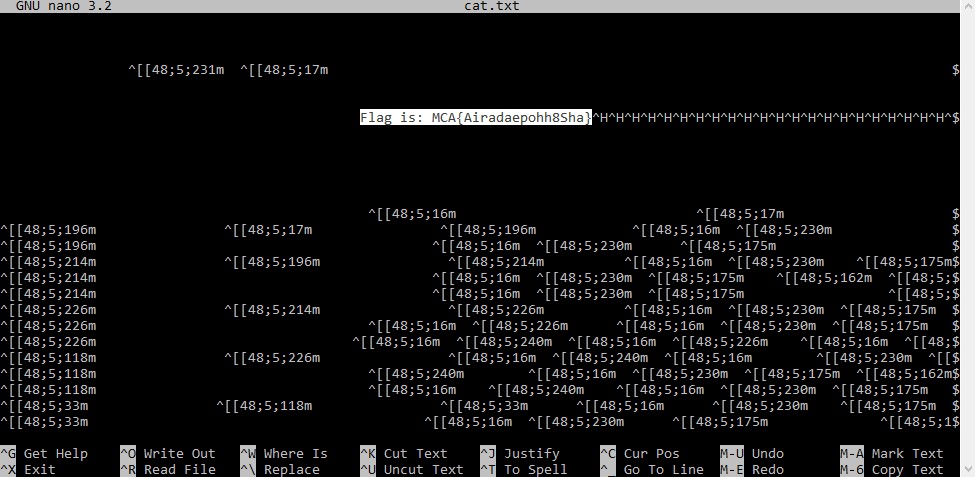 GNU nano 3.2 cat.txt
^[[48;5;231m ^[[48;5;17m $
Flag is: MCA{Airadaepohh8Sha}^H^H^H^H^H^H^H^H^H^H^H^H^H^H^H^H^H^H^H^H^H^H^$
^[[48;5;16m ^[[48;5;17m $
^[[48;5;196m ^[[48;5;17m ^[[48;5;196m ^[[48;5;16m ^[[48;5;230m $
^[[48;5;196m ^[[48;5;16m ^[[48;5;230m ^[[48;5;175m $
^[[48;5;214m ^[[48;5;196m ^[[48;5;214m ^[[48;5;16m ^[[48;5;230m ^[[48;5;175m$
^[[48;5;214m ^[[48;5;16m ^[[48;5;230m ^[[48;5;175m ^[[48;5;162m ^[[48;5;$
^[[48;5;214m ^[[48;5;16m ^[[48;5;230m ^[[48;5;175m ^[[48;5;$
^[[48;5;226m ^[[48;5;214m ^[[48;5;226m ^[[48;5;16m ^[[48;5;230m ^[[48;5;175m $
^[[48;5;226m ^[[48;5;16m ^[[48;5;226m ^[[48;5;16m ^[[48;5;230m ^[[48;5;175m $
^[[48;5;226m ^[[48;5;16m ^[[48;5;240m ^[[48;5;16m ^[[48;5;226m ^[[48;5;16m ^[[48;$
^[[48;5;118m ^[[48;5;226m ^[[48;5;16m ^[[48;5;240m ^[[48;5;16m ^[[48;5;230m ^[[$
^[[48;5;118m ^[[48;5;240m ^[[48;5;16m ^[[48;5;230m ^[[48;5;175m ^[[48;5;162m$
^[[48;5;118m ^[[48;5;16m ^[[48;5;240m ^[[48;5;16m ^[[48;5;230m ^[[48;5;175m $
^[[48;5;33m ^[[48;5;118m ^[[48;5;33m ^[[48;5;16m ^[[48;5;230m ^[[48;5;175m $
^[[48;5;33m ^[[48;5;16m ^[[48;5;230m ^[[48;5;175m ^[[48;5;1$
^G Get Help ^O Write Out ^W Where Is ^K Cut Text ^J Justify ^C Cur Pos M-U Undo M-A Mark Text
^X Exit ^R Read File ^\ Replace ^U Uncut Text ^T To Spell ^_ Go To Line M-E Redo M-6 Copy Text